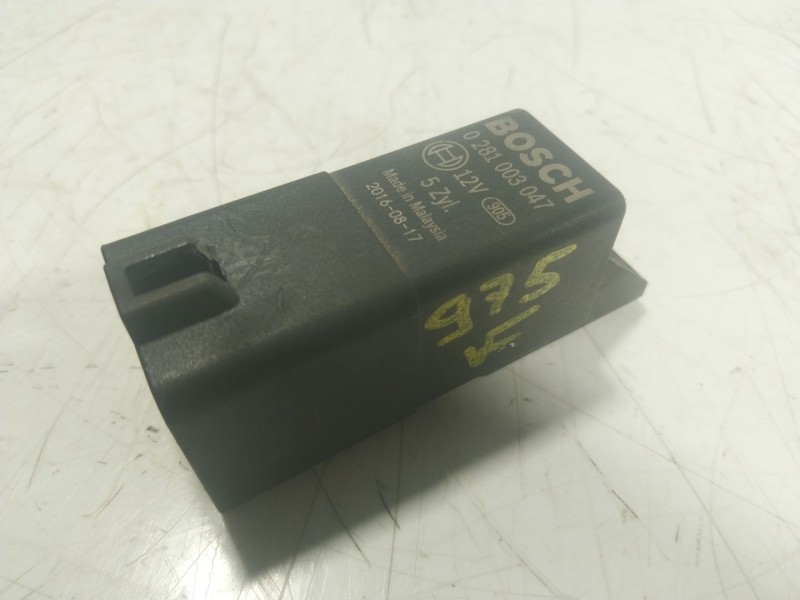 BOSCH
0 281 003 047
12V 905
5 Zyl.
Made in Malaysia
2016-08-17
975